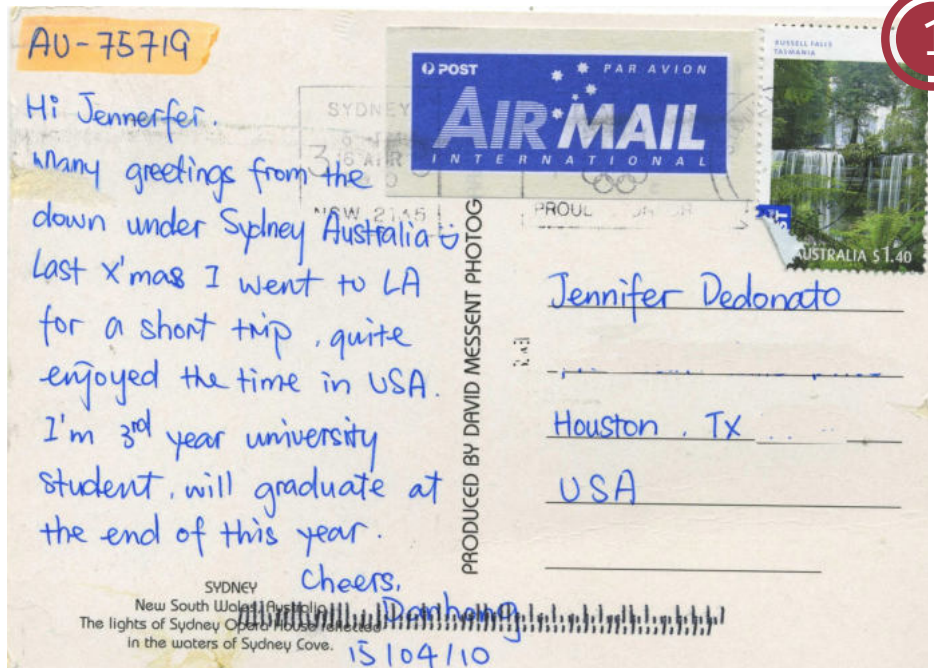 AU-75719
Hi Jennerfer.
Many greetings from the
down under Sydney Australia
Last X'mas I went to LA
for a short trip, quite
enjoyed the time in USA.
I'm 3rd year university
student, will graduate at
the end of this year.
Cheers,
Danhong
15/04/10
SYDNEY
New South Wales, Australia
The lights of Sydney Opera House reflected
in the waters of Sydney Cove.
PRODUCED BY DAVID MESSENT PHOTOG
SYDNEY
NSW 2145
POST
PAR AVION
AIR MAIL
INTERNATIONAL
RUSSELL FALLS
TASMANIA
AUSTRALIA $1.40
Jennifer Dedonato
Houston, TX
USA
1